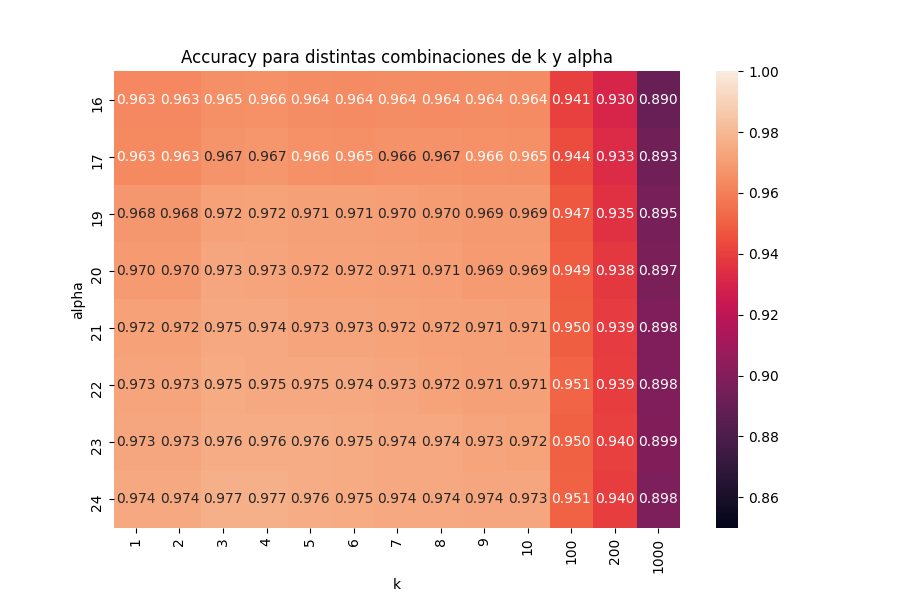 Accuracy para distintas combinaciones de k y alpha
16 0.963 0.963 0.965 0.966 0.964 0.964 0.964 0.964 0.964 0.964 0.941 0.930 0.890
17 0.963 0.963 0.967 0.967 0.966 0.965 0.966 0.967 0.966 0.965 0.944 0.933 0.893
19 0.968 0.968 0.972 0.972 0.971 0.971 0.970 0.970 0.969 0.969 0.947 0.935 0.895
20 0.970 0.970 0.973 0.973 0.972 0.972 0.971 0.971 0.969 0.969 0.949 0.938 0.897
21 0.972 0.972 0.975 0.974 0.973 0.973 0.972 0.972 0.971 0.971 0.950 0.939 0.898
22 0.973 0.973 0.975 0.975 0.975 0.974 0.973 0.972 0.971 0.971 0.951 0.939 0.898
23 0.973 0.973 0.976 0.976 0.976 0.975 0.974 0.974 0.973 0.972 0.950 0.940 0.899
24 0.974 0.974 0.977 0.977 0.976 0.975 0.974 0.974 0.974 0.973 0.951 0.940 0.898
1 2 3 4 5 6 7 8 9 10 100 200 1000
k
alpha
1.00
0.98
0.96
0.94
0.92
0.90
0.88
0.86